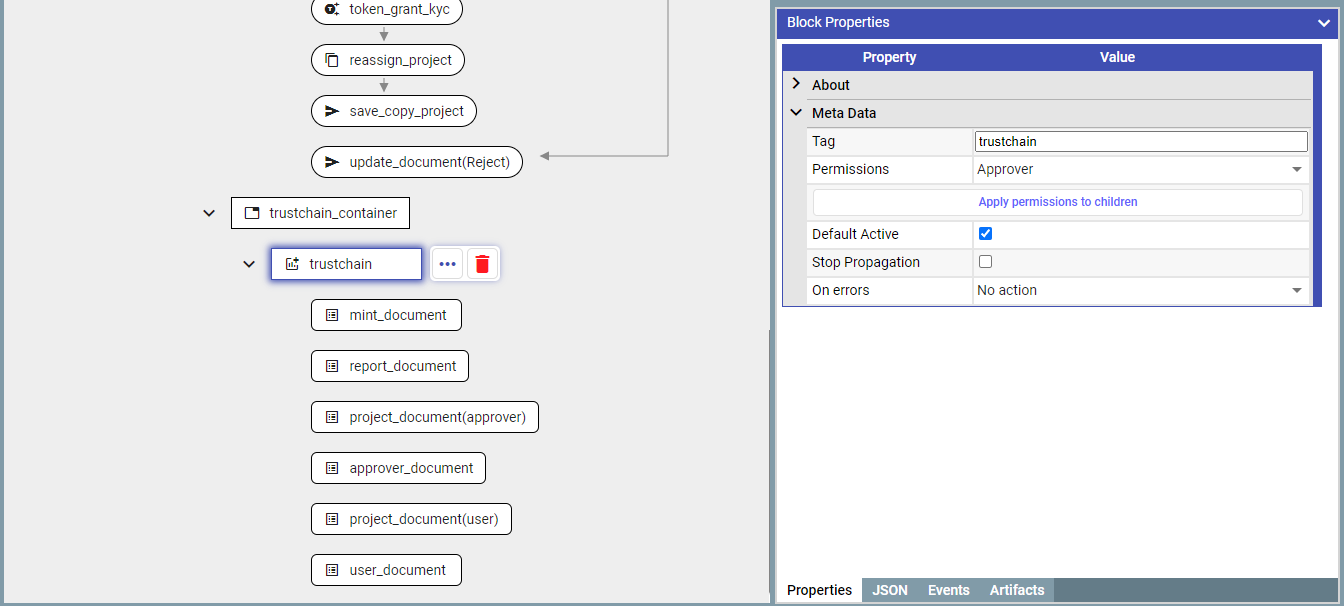 token_grant_kyc
reassign_project
save_copy_project
update_document(Reject)
trustchain_container
trustchain
mint_document
report_document
project_document(approver)
approver_document
project_document(user)
user_document
Block Properties
Property Value
About
Meta Data
Tag trustchain
Permissions Approver
Apply permissions to children
Default Active
Stop Propagation
On errors No action
Properties JSON Events Artifacts